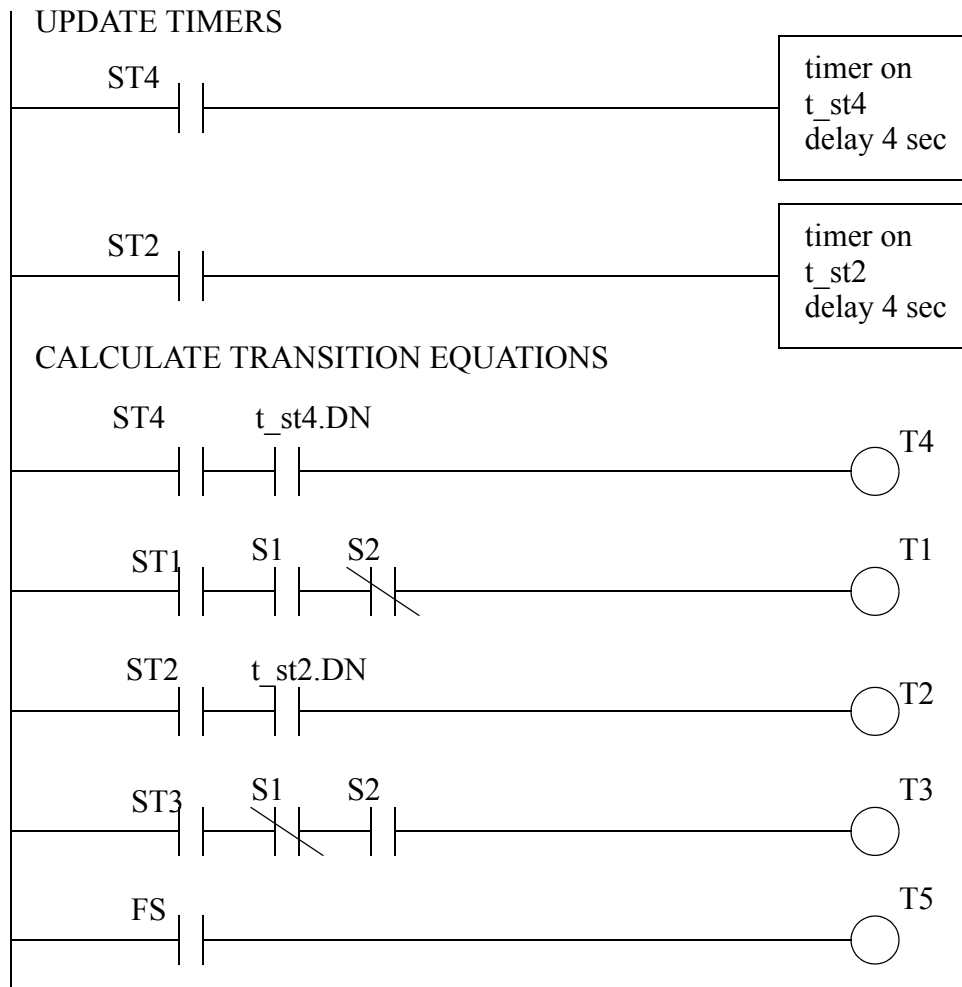 UPDATE TIMERS
ST4
timer on
t_st4
delay 4 sec
ST2
timer on
t_st2
delay 4 sec
CALCULATE TRANSITION EQUATIONS
ST4 t_st4.DN T4
ST1 S1 S2 T1
ST2 t_st2.DN T2
ST3 S1 S2 T3
FS T5